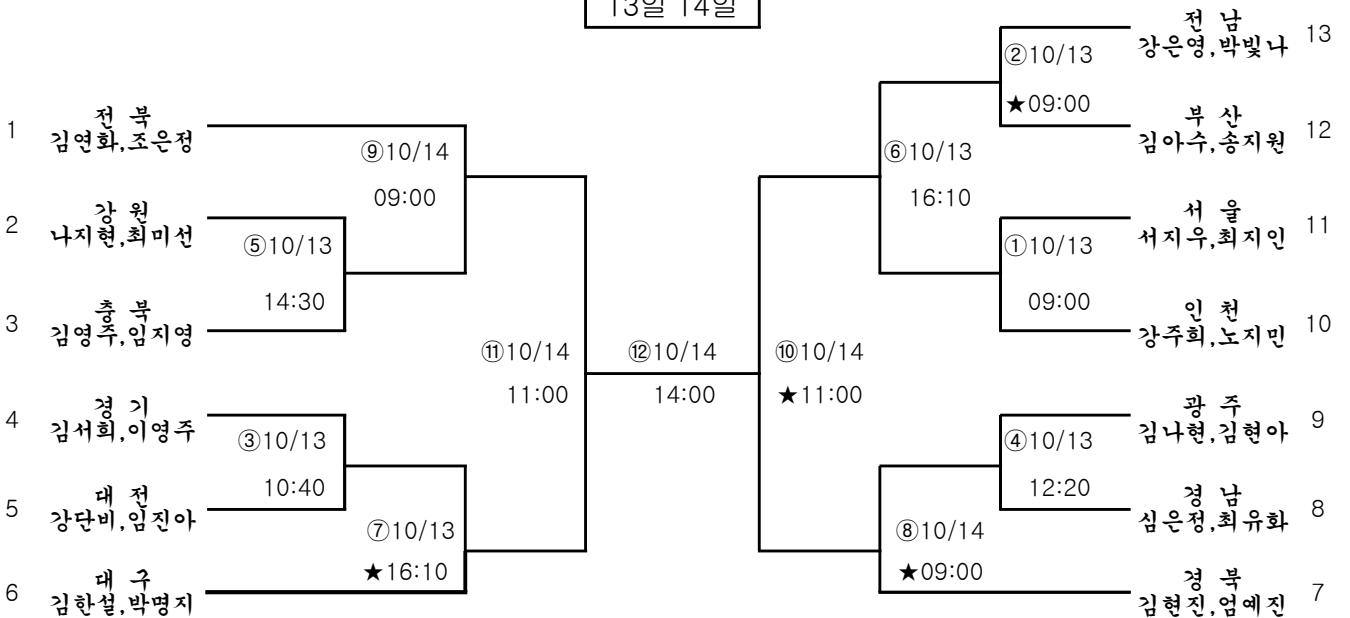 13일 14일
1
전 북
김연화,조은정
⑨10/14
09:00
2
강 원
나지현,최미선
⑤10/13
14:30
3
충 북
김영주,임지영
⑪10/14
11:00
4
경 기
김서희,이영주
③10/13
10:40
5
대 전
강단비,임진아
⑦10/13
★16:10
6
대 구
김한설,박명지
⑫10/14
14:00
전 남
강은영,박빛나
13
②10/13
★09:00
부 산
김아수,송지원
12
⑥10/13
16:10
서 울
서지우,최지인
11
①10/13
09:00
인 천
강주희,노지민
10
⑩10/14
★11:00
광 주
김나현,김현아
9
④10/13
12:20
경 남
심은정,최유화
8
⑧10/14
★09:00
경 북
김현진,엄예진
7